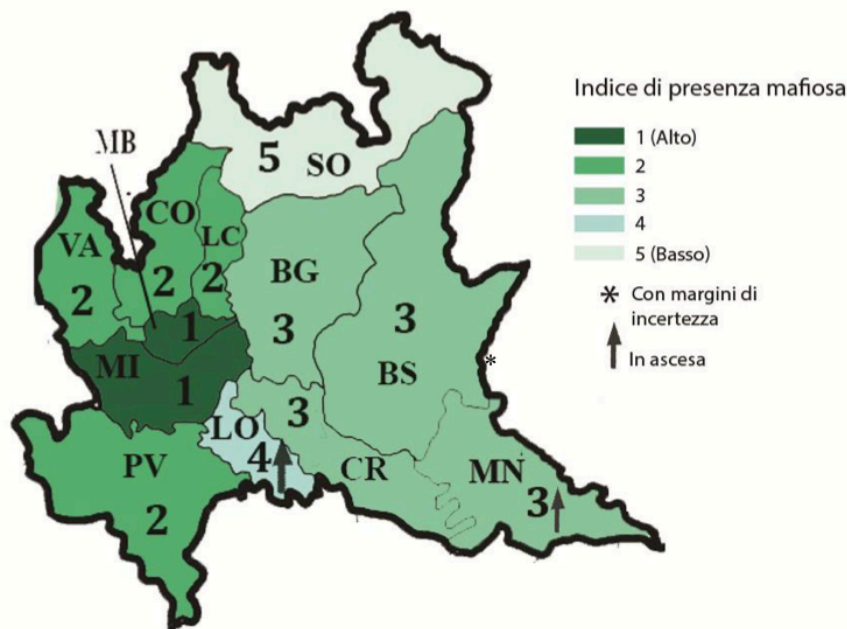 Indice di presenza mafiosa
1 (Alto)
2
3
4
5 (Basso)
* Con margini di
incertezza
In ascesa
MB
5 SO
CO
2
LC
2
VA
2
BG
3
3
BS
*
1
MI
1
3
LO
4
CR
PV
2
MN
3